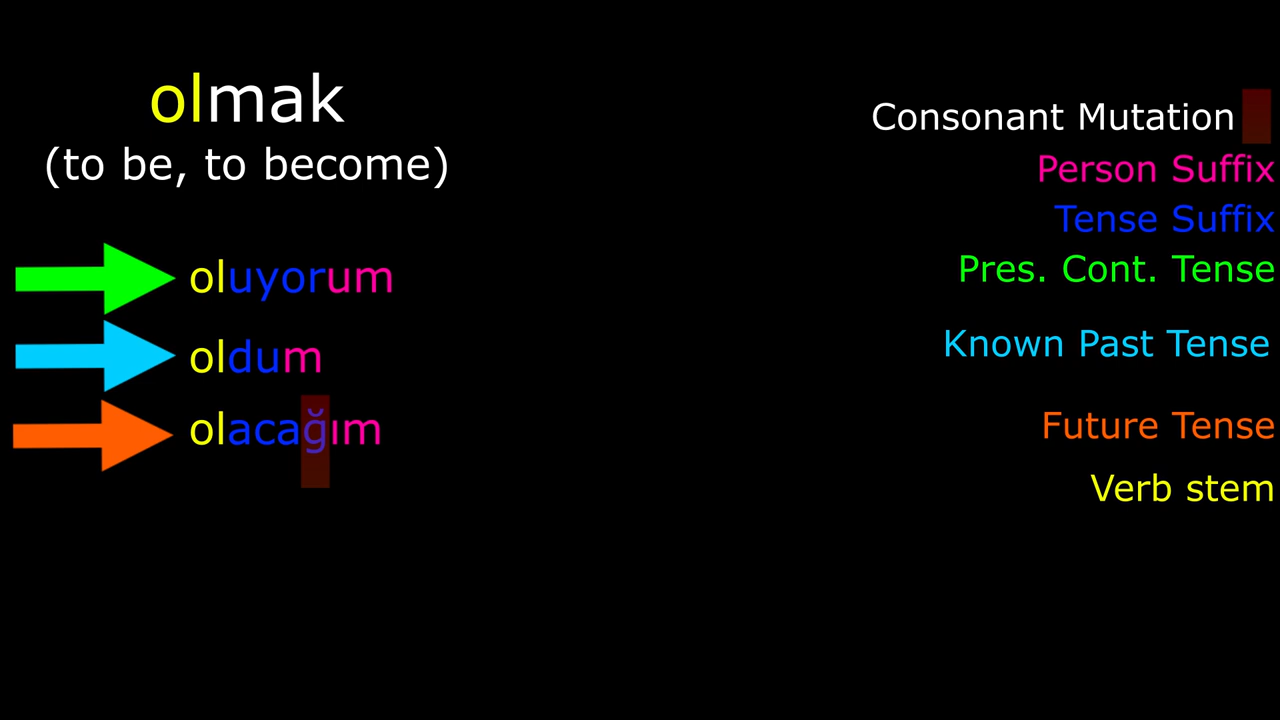 olmak
(to be, to become)
oluyorum
oldum
olacağım
Consonant Mutation
Person Suffix
Tense Suffix
Pres. Cont. Tense
Known Past Tense
Future Tense
Verb stem